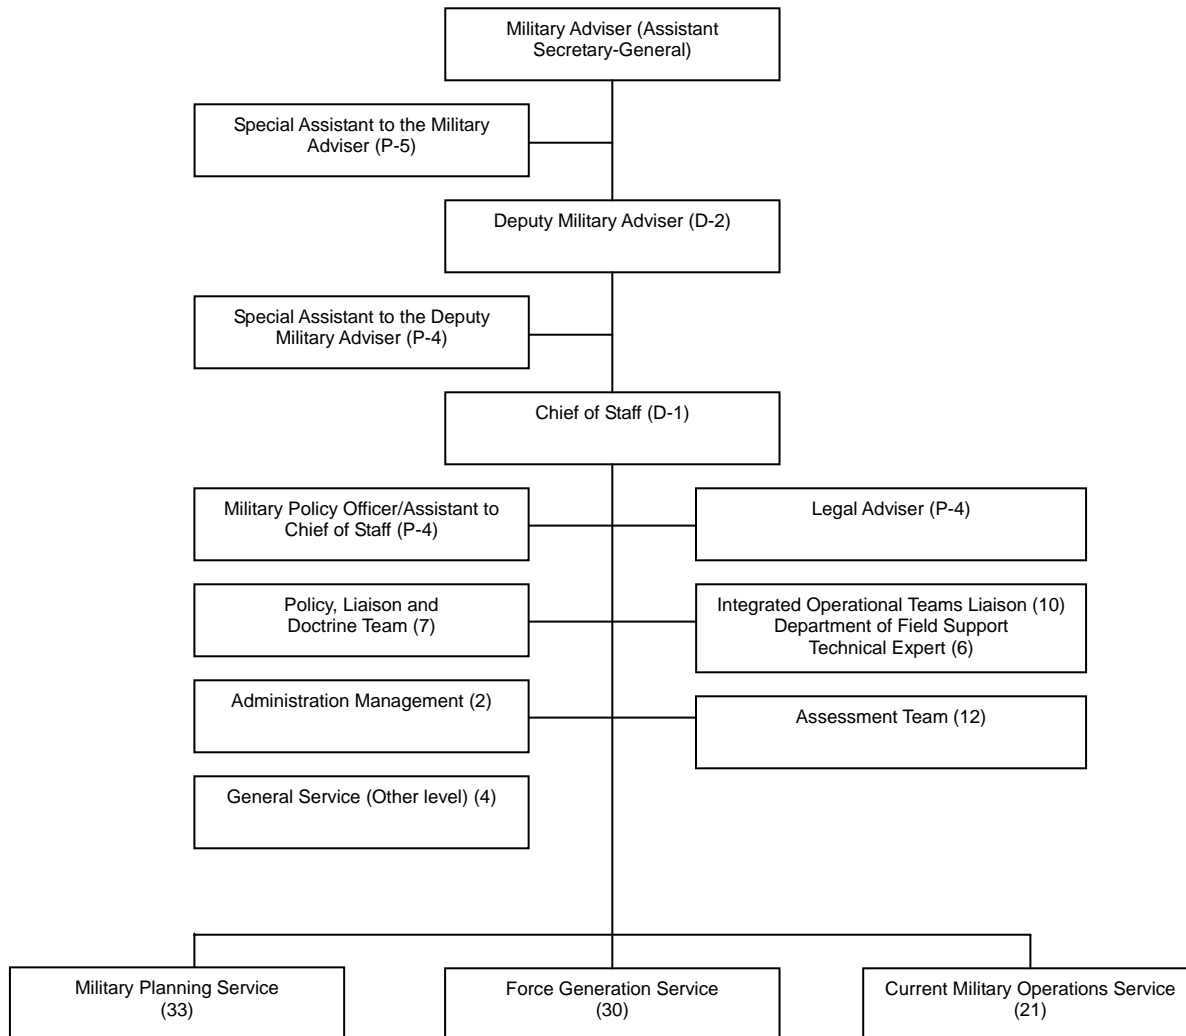 Military Adviser (Assistant
Secretary-General)
Special Assistant to the Military
Adviser (P-5)
Deputy Military Adviser (D-2)
Special Assistant to the Deputy
Military Adviser (P-4)
Chief of Staff (D-1)
Military Policy Officer/Assistant to
Chief of Staff (P-4)
Legal Adviser (P-4)
Policy, Liaison and
Doctrine Team (7)
Integrated Operational Teams Liaison (10)
Department of Field Support
Technical Expert (6)
Administration Management (2)
Assessment Team (12)
General Service (Other level) (4)
Military Planning Service
(33)
Force Generation Service
(30)
Current Military Operations Service
(21)